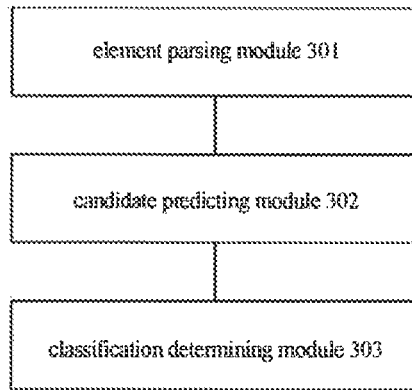 element parsing module 301
candidate predicting module 302
classification determining module 303